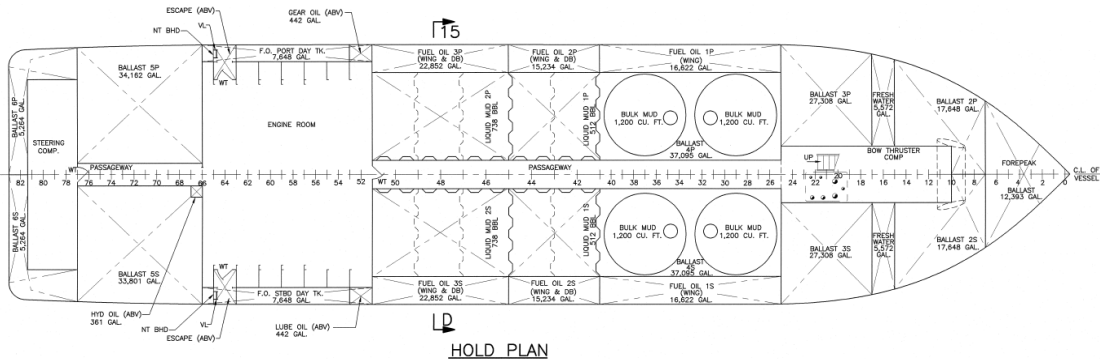 ESCAPE (ABV)
VL
NT BHD
GEAR OIL (ABV)
442 GAL.
15
F.O. PORT DAY TK.
7,648 GAL.
FUEL OIL 3P
(WING & DB)
22,852 GAL.
FUEL OIL 2P
(WING & DB)
15,234 GAL.
FUEL OIL 1P
(WING)
16,622 GAL.
BALLAST 5P
34,162 GAL.
WT
BALLAST 6P
5,264 GAL.
STEERING
COMP.
ENGINE ROOM
LIQUID MUD 2P
738 BBL
LIQUID MUD 1P
512 BBL
BULK MUD
1,200 CU. FT.
BULK MUD
1,200 CU. FT.
BALLAST
4P
37,095 GAL.
BALLAST 3P
27,308 GAL.
FRESH
WATER
5,572
GAL.
BALLAST 2P
17,648 GAL.
BOW THRUSTER
COMP
UP
FOREPEAK
WT
PASSAGEWAY
WT
PASSAGEWAY
82 80 78 76 74 72 70 68 66 64 62 60 58 56 54 52 50 48 46 44 42 40 38 36 34 32 30 28 26 24 22 20 18 16 14 12 10 8 6 4 2 0
C.L. OF
VESSEL
BALLAST
12,393 GAL.
BALLAST 6S
5,264 GAL.
BALLAST 5S
33,801 GAL.
WT
LIQUID MUD 2S
738 BBL
LIQUID MUD 1S
512 BBL
BULK MUD
1,200 CU. FT.
BULK MUD
1,200 CU. FT.
BALLAST
4S
37,095 GAL.
BALLAST 3S
27,308 GAL.
FRESH
WATER
5,572
GAL.
BALLAST 2S
17,648 GAL.
F.O. STBD DAY TK.
7,648 GAL.
FUEL OIL 3S
(WING & DB)
22,852 GAL.
FUEL OIL 2S
(WING & DB)
15,234 GAL.
FUEL OIL 1S
(WING)
16,622 GAL.
HYD OIL (ABV)
361 GAL.
NT BHD
VL
ESCAPE (ABV)
LUBE OIL (ABV)
442 GAL.
D
HOLD PLAN